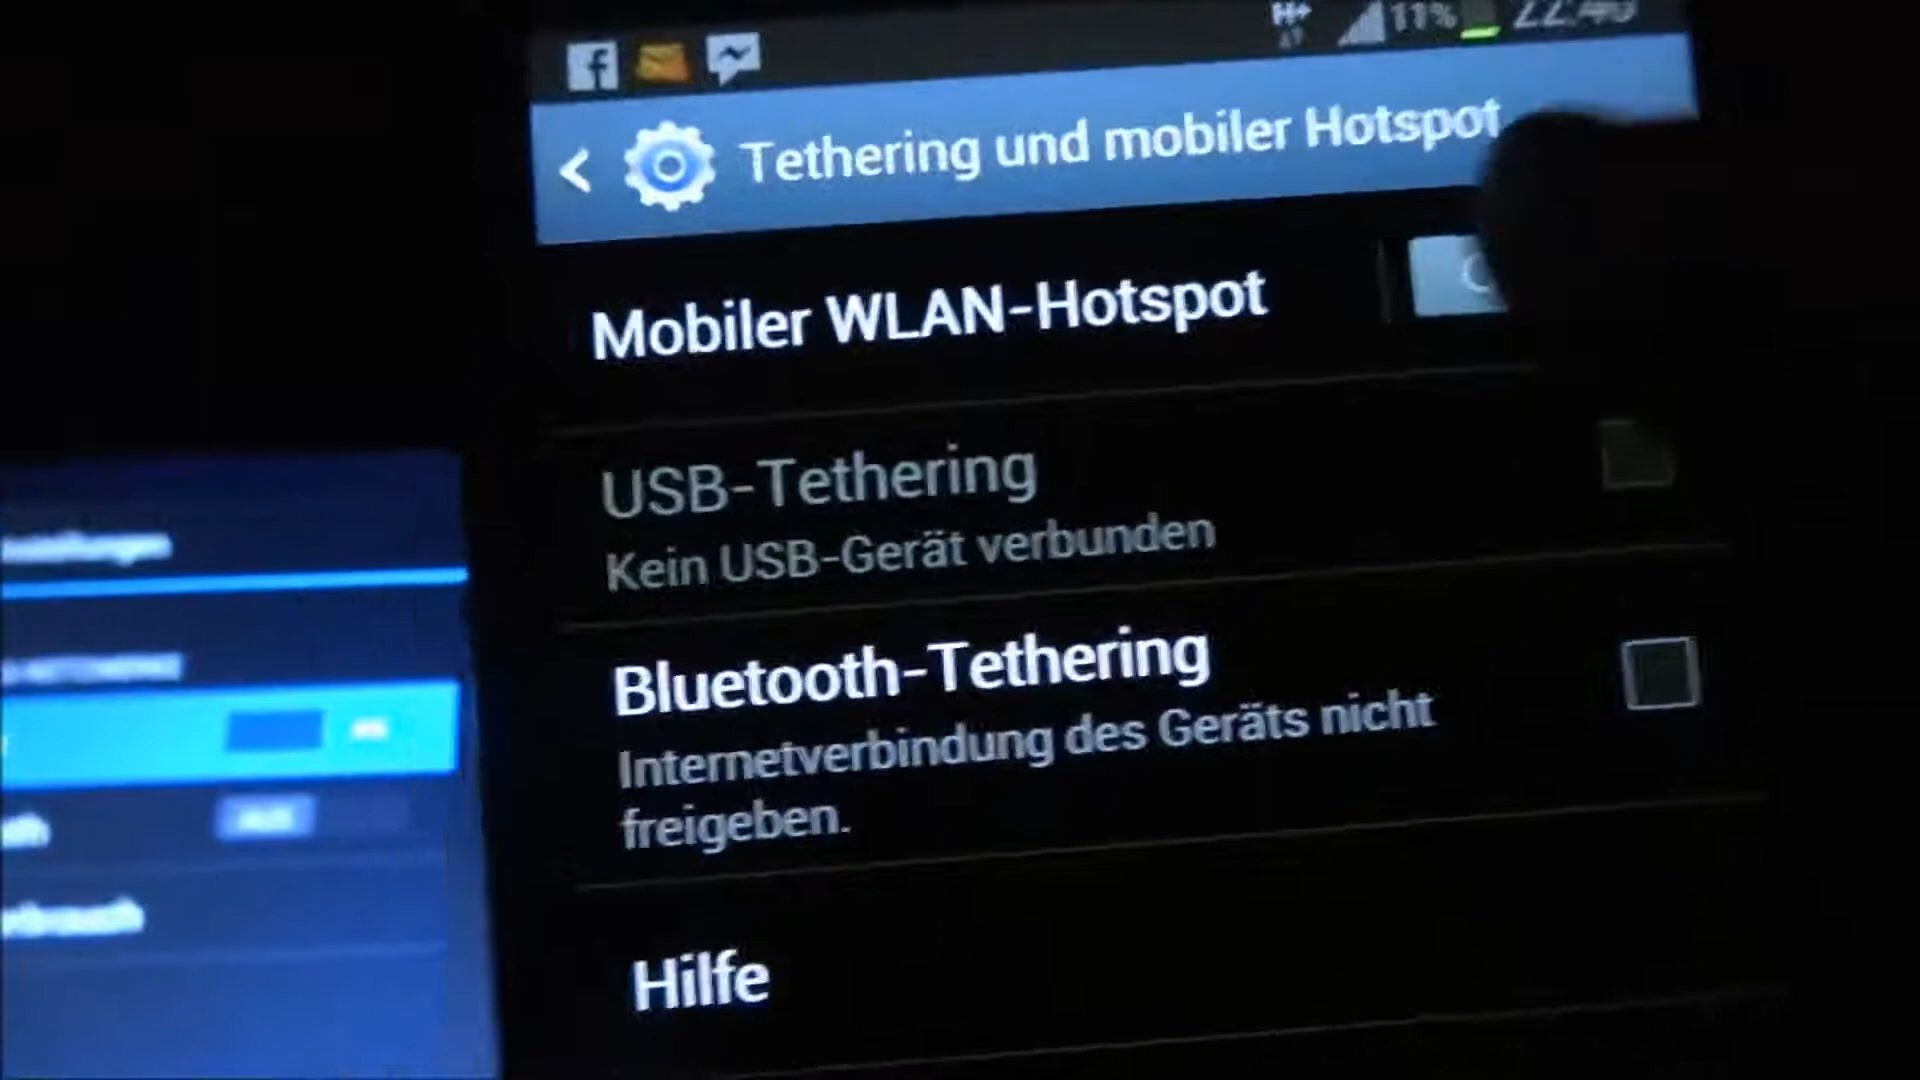 11%
Tethering und mobiler Hotspot
Mobiler WLAN-Hotspot
USB-Tethering
Kein USB-Gerät verbunden
Bluetooth-Tethering
Internetverbindung des Geräts nicht
freigeben.
Hilfe